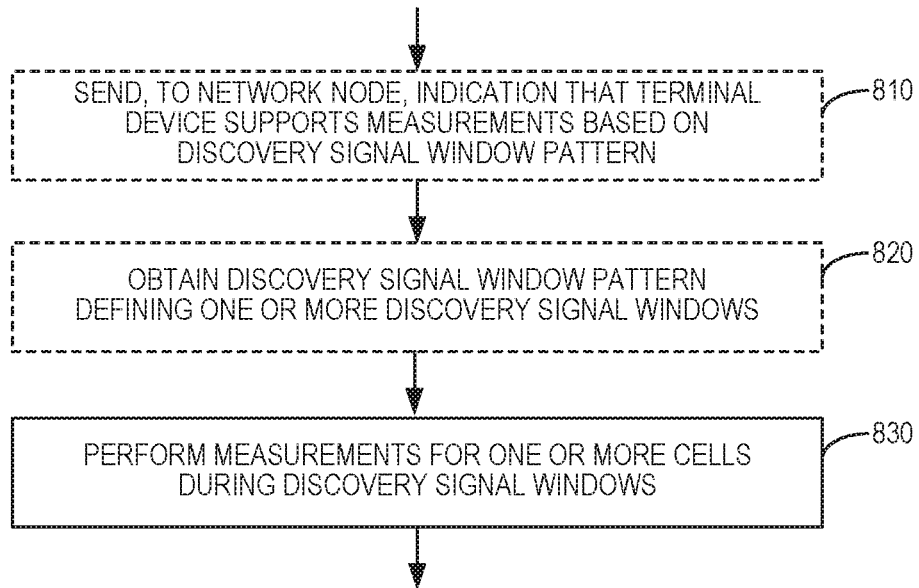 SEND, TO NETWORK NODE, INDICATION THAT TERMINAL
DEVICE SUPPORTS MEASUREMENTS BASED ON
DISCOVERY SIGNAL WINDOW PATTERN
810
OBTAIN DISCOVERY SIGNAL WINDOW PATTERN
DEFINING ONE OR MORE DISCOVERY SIGNAL WINDOWS
820
PERFORM MEASUREMENTS FOR ONE OR MORE CELLS
DURING DISCOVERY SIGNAL WINDOWS
830